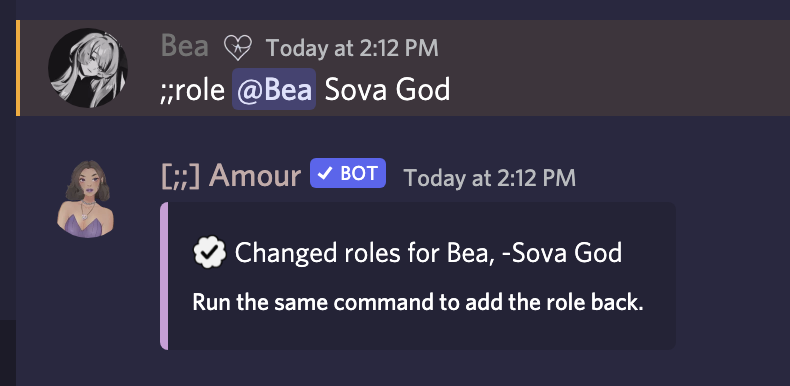 Bea Today at 2:12 PM
;;role @Bea Sova God
[;;] Amour BOT Today at 2:12 PM
Changed roles for Bea, -Sova God
Run the same command to add the role back.